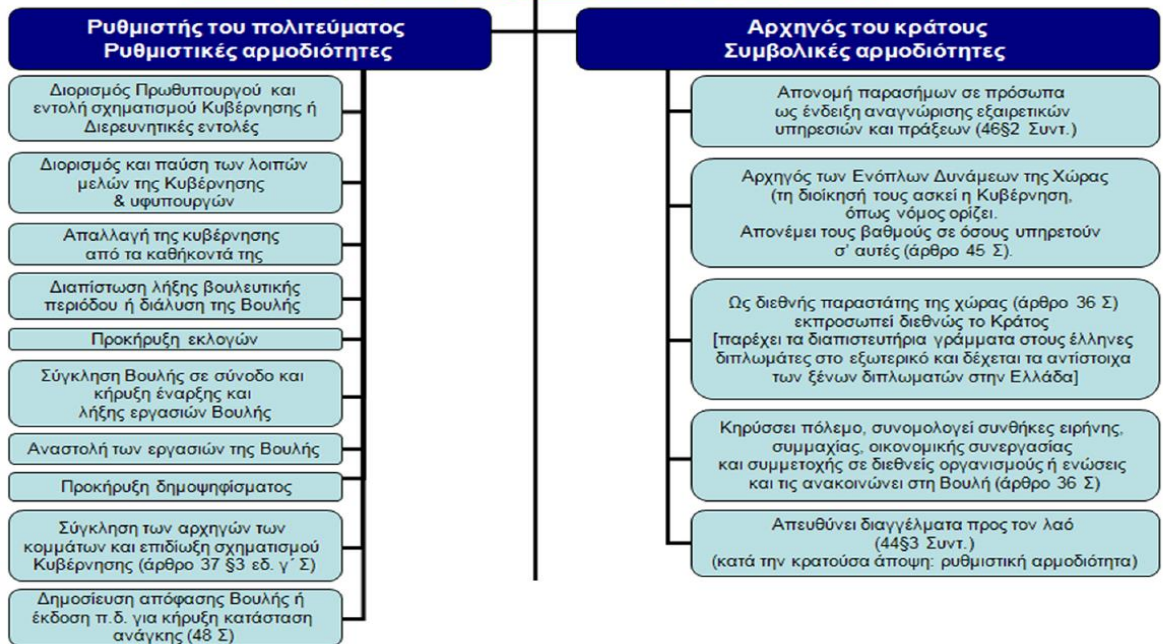 Ρυθμιστής του πολιτεύματος
Ρυθμιστικές αρμοδιότητες
Διορισμός Πρωθυπουργού και
εντολή σχηματισμού Κυβέρνησης ή
Διερευνητικές εντολές
Διορισμός και παύση των λοιπών
μελών της Κυβέρνησης
& υφυπουργών
Απαλλαγή της κυβέρνησης
από τα καθήκοντά της
Διαπίστωση λήξης βουλευτικής
περιόδου ή διάλυση της Βουλής
Προκήρυξη εκλογών
Σύγκληση Βουλής σε σύνοδο και
κήρυξη έναρξης και
λήξης εργασιών Βουλής
Αναστολή των εργασιών της Βουλής
Προκήρυξη δημοψηφίσματος
Σύγκληση των αρχηγών των
κομμάτων και επιδίωξη σχηματισμού
Κυβέρνησης (άρθρο 37 §3 εδ. γ΄ Σ)
Δημοσίευση απόφασης Βουλής ή
έκδοση π.δ. για κήρυξη κατάσταση
ανάγκης (48 Σ)
Αρχηγός του κράτους
Συμβολικές αρμοδιότητες
Απονομή παρασήμων σε πρόσωπα
ως ένδειξη αναγνώρισης εξαιρετικών
υπηρεσιών και πράξεων (46§2 Συντ.)
Αρχηγός των Ενόπλων Δυνάμεων της Χώρας
(τη διοίκησή τους ασκεί η Κυβέρνηση,
όπως νόμος ορίζει.
Απονέμει τους βαθμούς σε όσους υπηρετούν
σ' αυτές (άρθρο 45 Σ).
Ως διεθνής παραστάτης της χώρας (άρθρο 36 Σ)
εκπροσωπεί διεθνώς το Κράτος
[παρέχει τα διαπιστευτήρια γράμματα στους έλληνες
διπλωμάτες στο εξωτερικό και δέχεται τα αντίστοιχα
των ξένων διπλωματών στην Ελλάδα]
Κηρύσσει πόλεμο, συνομολογεί συνθήκες ειρήνης,
συμμαχίας, οικονομικής συνεργασίας
και συμμετοχής σε διεθνείς οργανισμούς ή ενώσεις
και τις ανακοινώνει στη Βουλή (άρθρο 36 Σ)
Απευθύνει διαγγέλματα προς τον λαό
(44§3 Συντ.)
(κατά την κρατούσα άποψη: ρυθμιστική αρμοδιότητα)